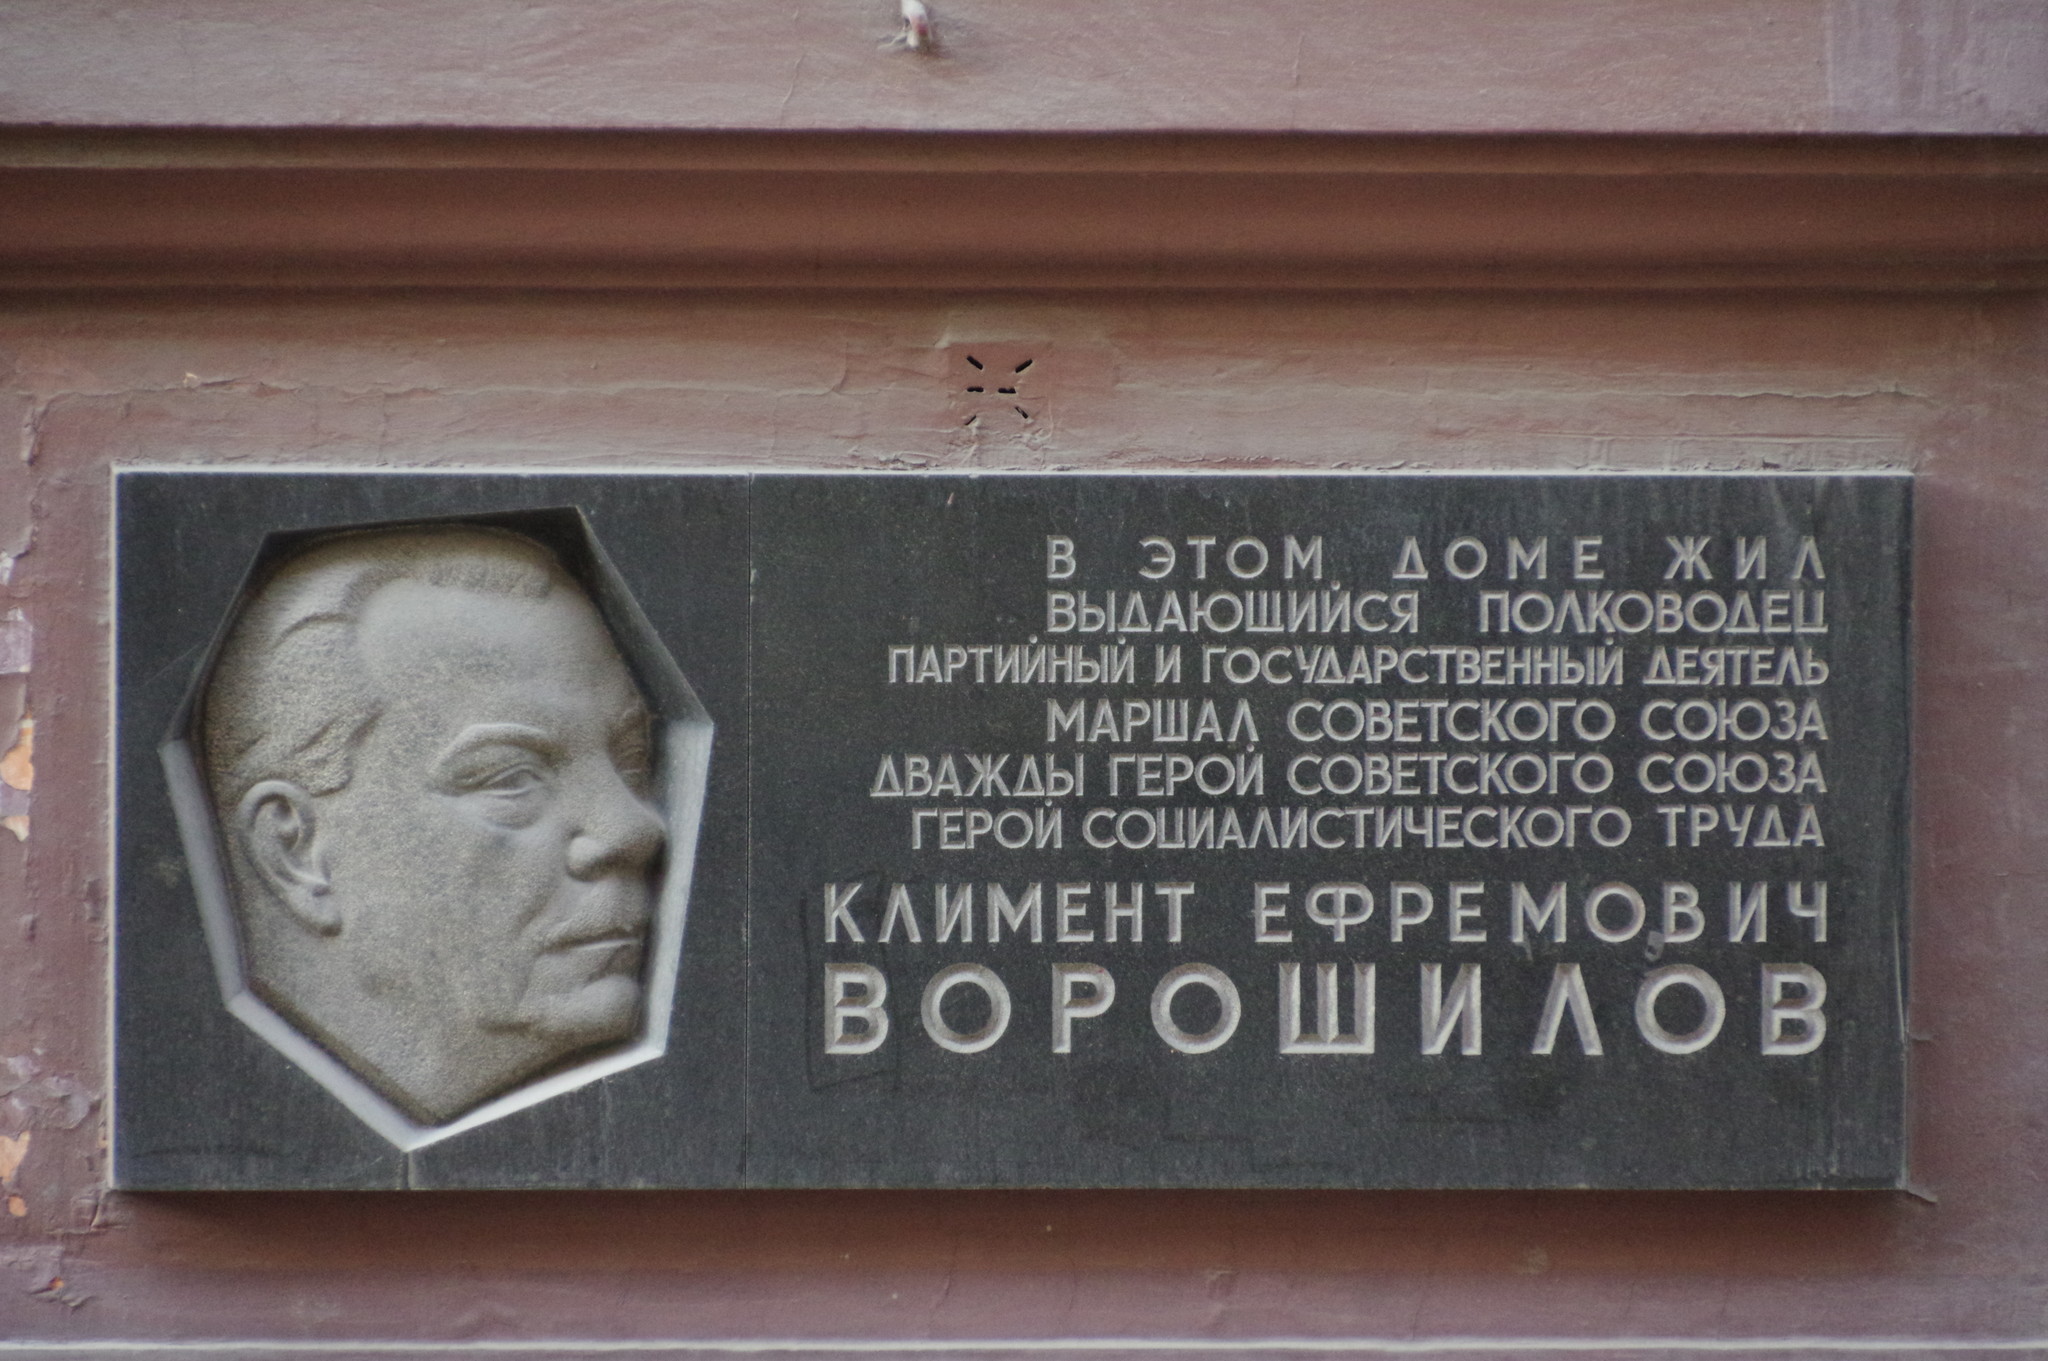 В ЭТОМ ДОМЕ ЖИЛ
ВЫДАЮЩИЙСЯ ПОЛКОВОДЕЦ
ПАРТИЙНЫЙ И ГОСУДАРСТВЕННЫЙ ДЕЯТЕЛЬ
МАРШАЛ СОВЕТСКОГО СОЮЗА
ДВАЖДЫ ГЕРОЙ СОВЕТСКОГО СОЮЗА
ГЕРОЙ СОЦИАЛИСТИЧЕСКОГО ТРУДА
КЛИМЕНТ ЕФРЕМОВИЧ
ВОРОШИЛОВ